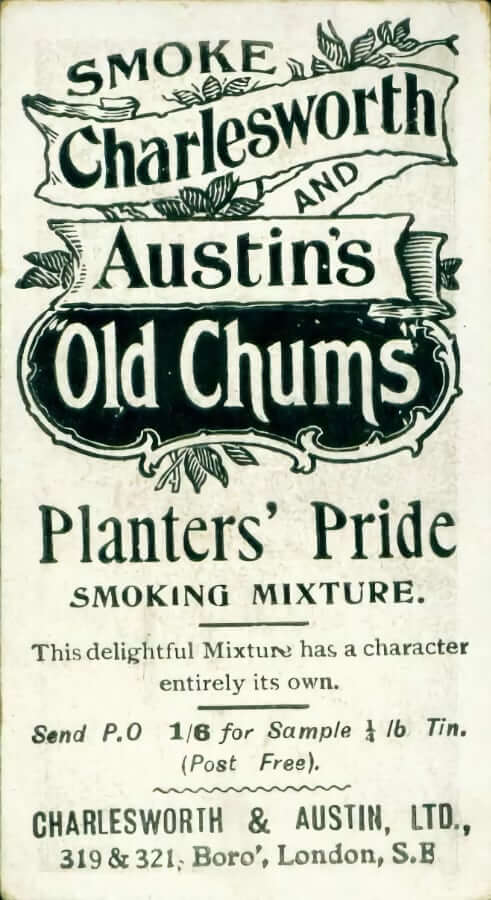 SMOKE
Charlesworth
AND
Austin's
"Old Chums"
Planters' Pride
SMOKING MIXTURE.
This delightful Mixture has a character
entirely its own.
Send P.O 1/6 for Sample ¼ lb Tin.
(Post Free).
CHARLESWORTH & AUSTIN, LTD.,
319 & 321, Boro', London, S.E